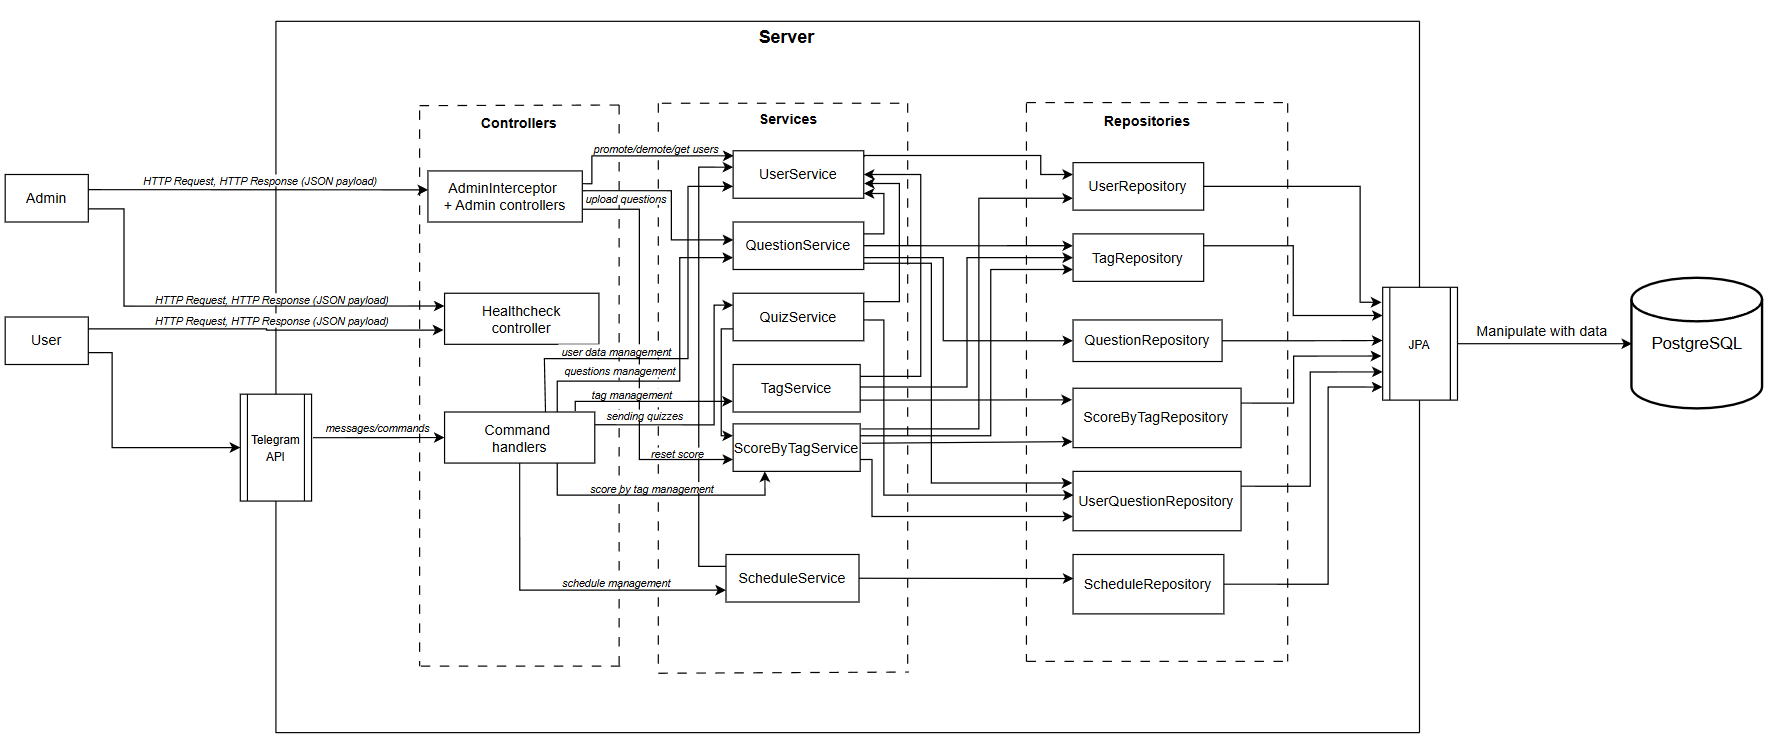 Server
Controllers
Services
Repositories
Admin
HTTP Request, HTTP Response (JSON payload)
AdminInterceptor
+ Admin controllers
promote/demote/get users
upload questions
UserService
UserRepository
QuestionService
TagRepository
HTTP Request, HTTP Response (JSON payload)
HTTP Request, HTTP Response (JSON payload)
User
Healthcheck
controller
QuizService
QuestionRepository
JPA
Manipulate with data
PostgreSQL
user data management
questions management
tag management
sending quizzes
TagService
ScoreByTagRepository
Telegram
API
messages/commands
Command
handlers
reset score
ScoreByTagService
score by tag management
UserQuestionRepository
schedule management
ScheduleService
ScheduleRepository